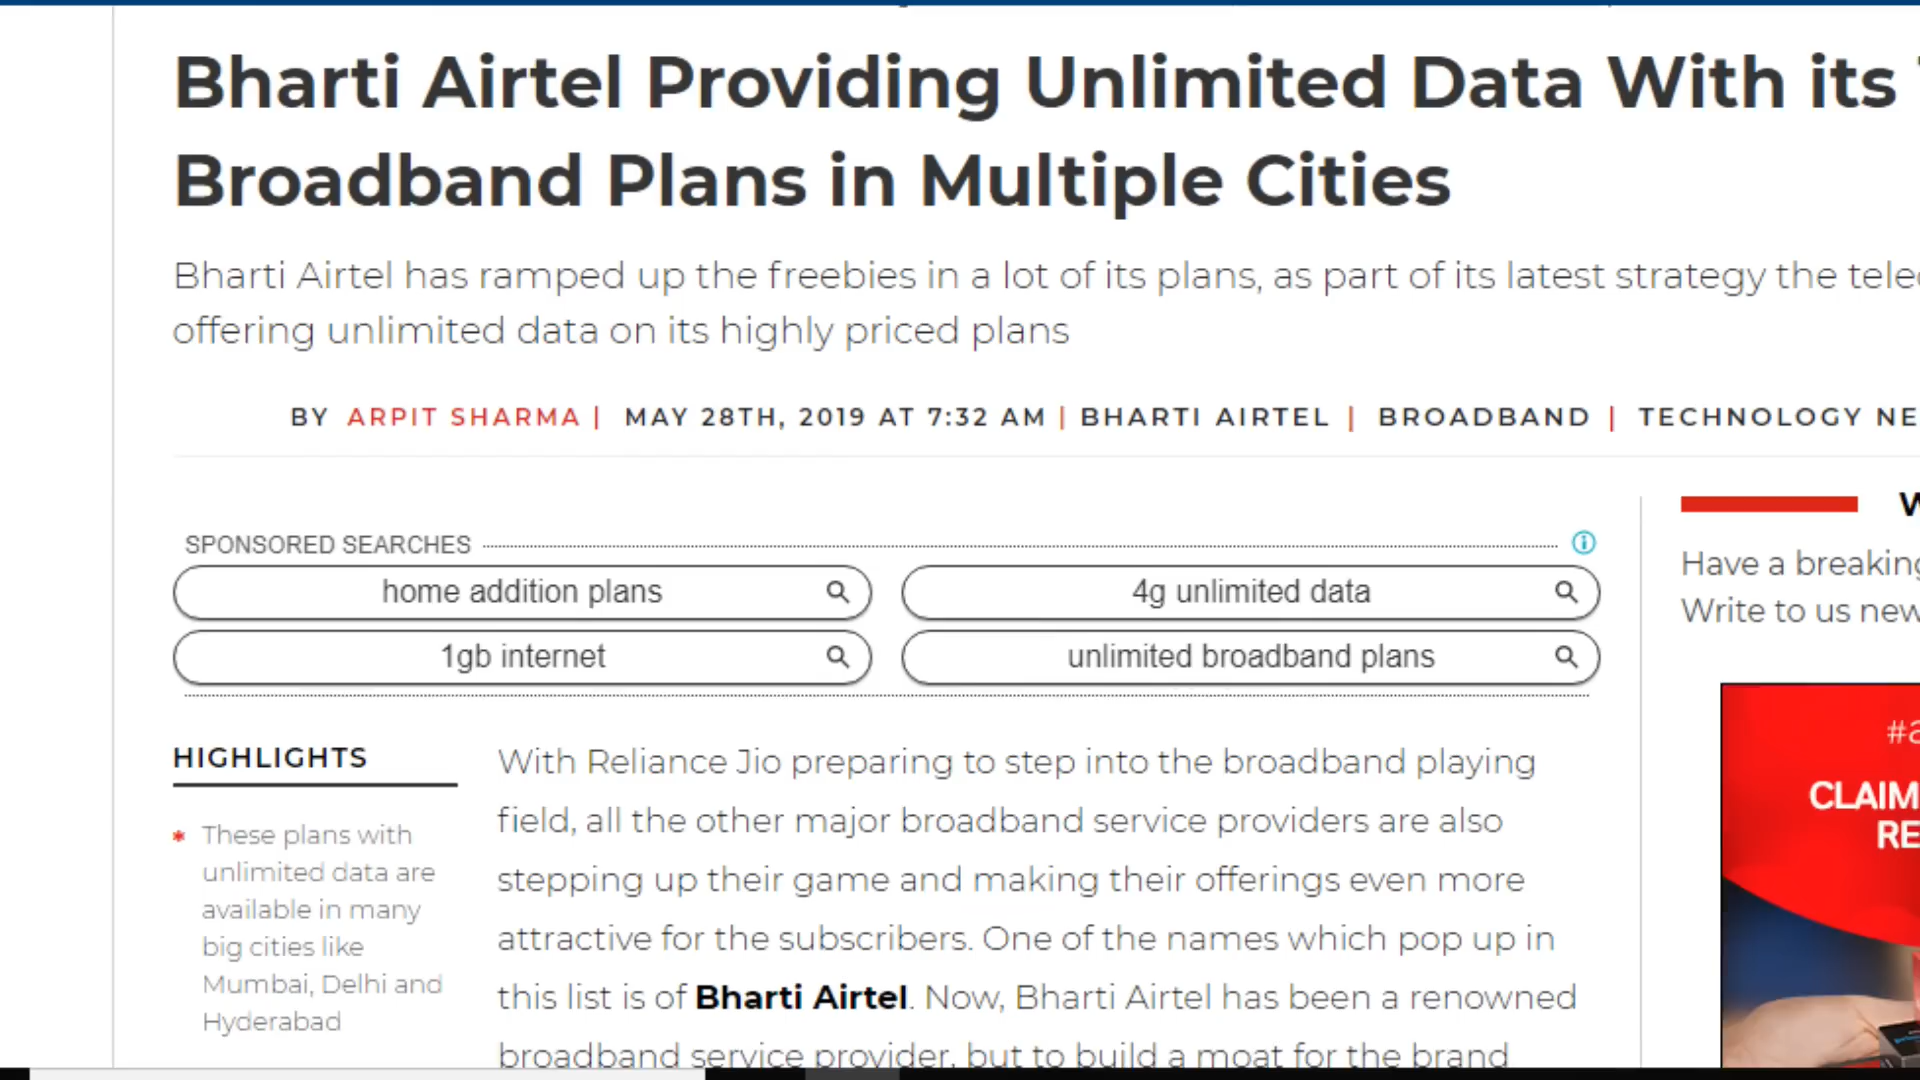 Bharti Airtel Providing Unlimited Data With its
Broadband Plans in Multiple Cities
Bharti Airtel has ramped up the freebies in a lot of its plans, as part of its latest strategy the
offering unlimited data on its highly priced plans
BY ARPIT SHARMA | MAY 28TH, 2019 AT 7:32 AM | BHARTI AIRTEL | BROADBAND | TECHNOLOGY
SPONSORED SEARCHES
home addition plans
4g unlimited data
1gb internet
unlimited broadband plans
HIGHLIGHTS
* These plans with
unlimited data are
available in many
big cities like
Mumbai, Delhi and
Hyderabad
With Reliance Jio preparing to step into the broadband playing
field, all the other major broadband service providers are also
stepping up their game and making their offerings even more
attractive for the subscribers. One of the names which pop up in
this list is of Bharti Airtel. Now, Bharti Airtel has been a renowned
broadband service provider, but to build a moat for the brand
Have a breaking
Write to us
CLAIM